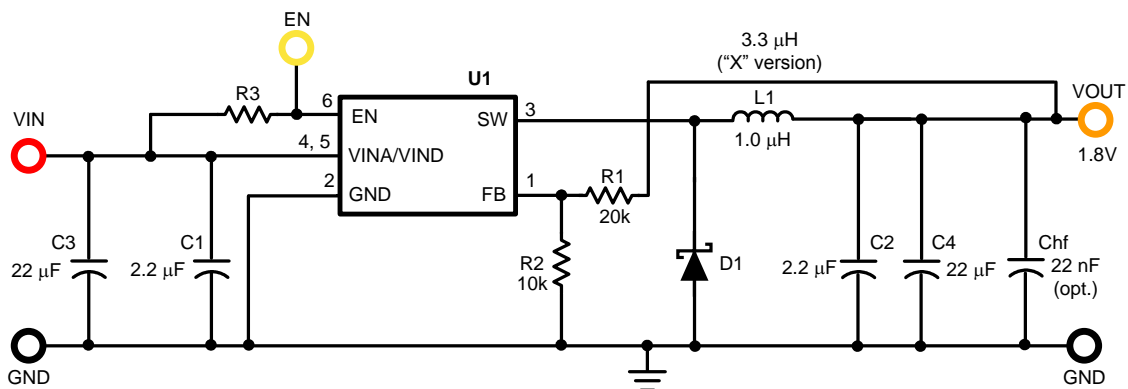 EN
3.3 µH
("X" version)
U1
R3
6
EN
SW
3
L1
1.0 µH
VOUT
1.8V
VIN
4, 5
VINA/VIND
2
GND
FB
1
R1
20k
C3
22 µF
C1
2.2 µF
R2
10k
D1
C2
2.2 µF
C4
22 µF
Chf
22 nF
(opt.)
GND
GND